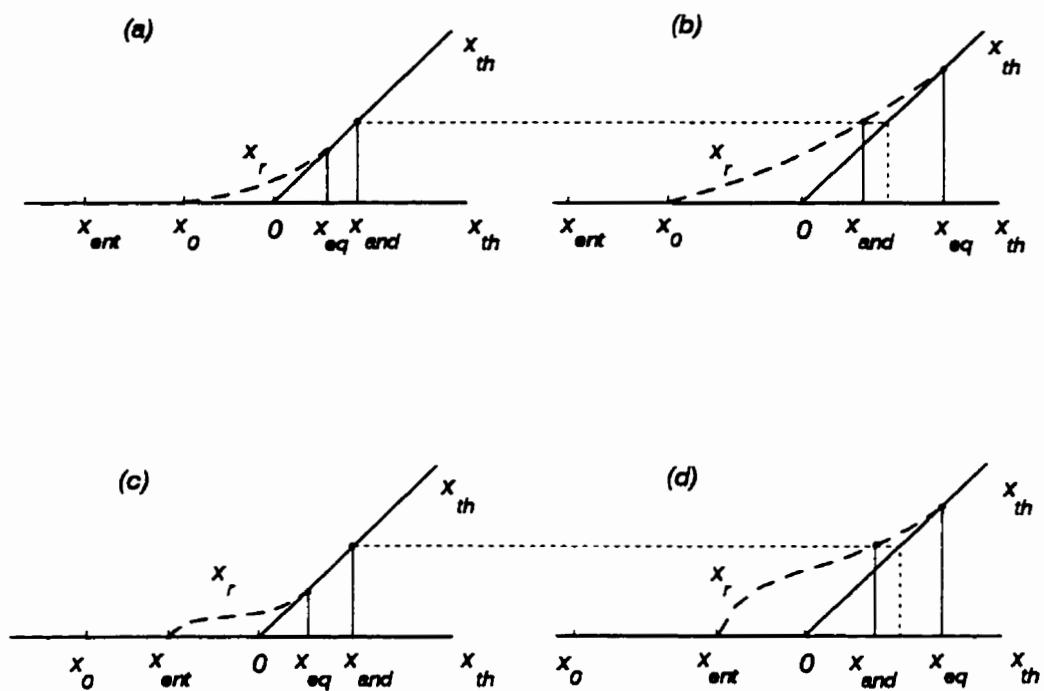 (a)
x_th
x_r
x_ent x_0 0 x_eq x_and x_th
(b)
x_th
x_r
x_ent x_0 0 x_and x_eq x_th
(c)
x_th
x_r
x_0 x_ent 0 x_eq x_and x_th
(d)
x_th
x_r
x_0 x_ent 0 x_and x_eq x_th